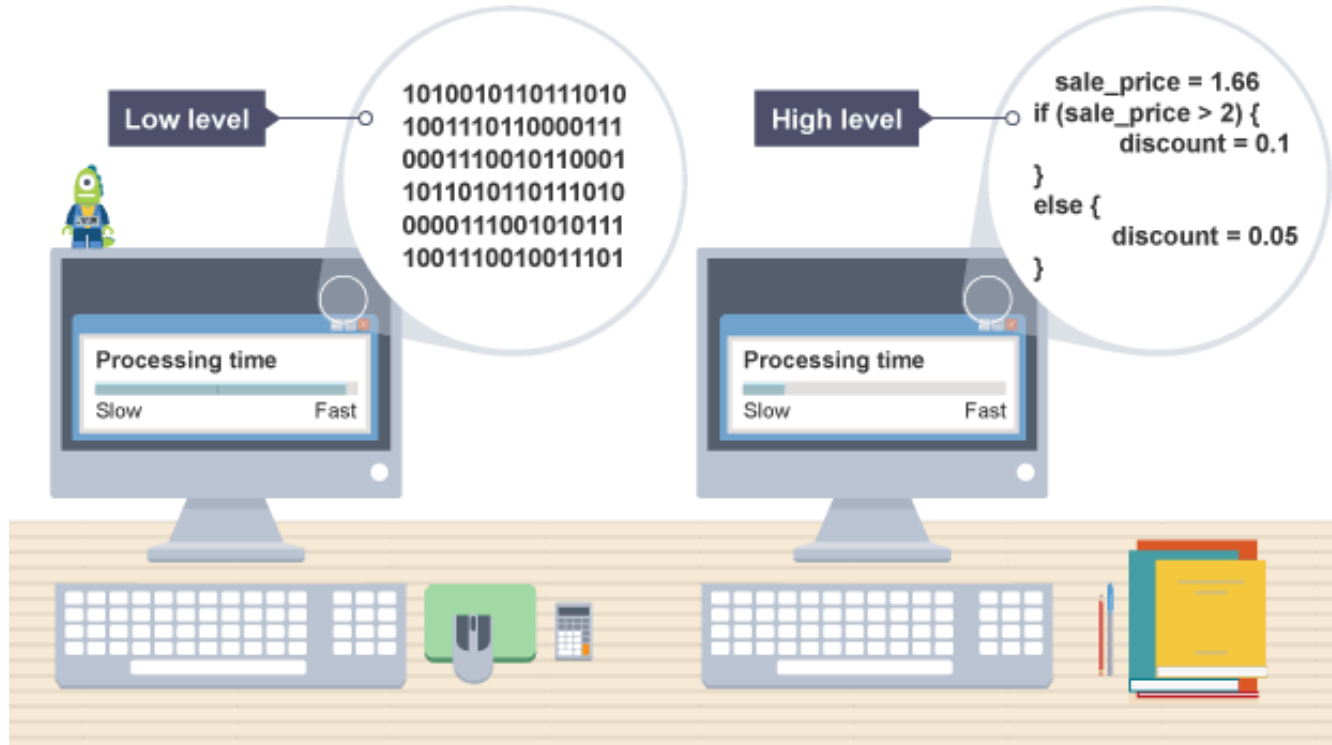 Low level
1010010110111010
1001110110000111
0001110010110001
1011010110111010
0000111001010111
1001110010011101
Processing time
Slow Fast
High level
sale_price = 1.66
if (sale_price > 2) {
discount = 0.1
}
else {
discount = 0.05
}
Processing time
Slow Fast